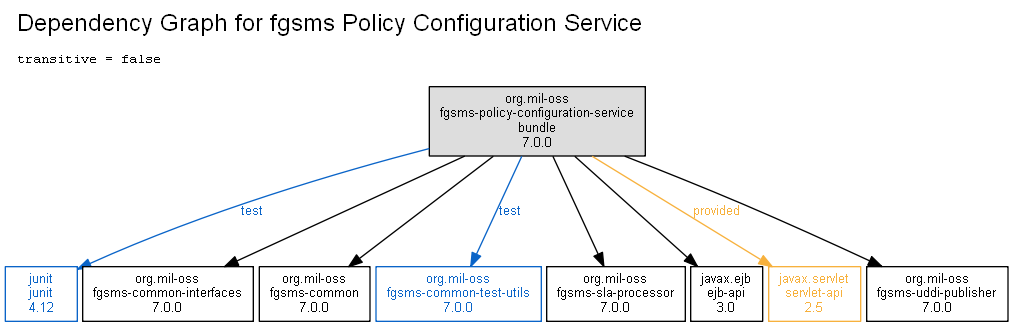 Dependency Graph for fgsms Policy Configuration Service
transitive = false
org.mil-oss
fgsms-policy-configuration-service
bundle
7.0.0
test
test
provided
junit
junit
4.12
org.mil-oss
fgsms-common-interfaces
7.0.0
org.mil-oss
fgsms-common
7.0.0
org.mil-oss
fgsms-common-test-utils
7.0.0
org.mil-oss
fgsms-sla-processor
7.0.0
javax.ejb
ejb-api
3.0
javax.servlet
servlet-api
2.5
org.mil-oss
fgsms-uddi-publisher
7.0.0